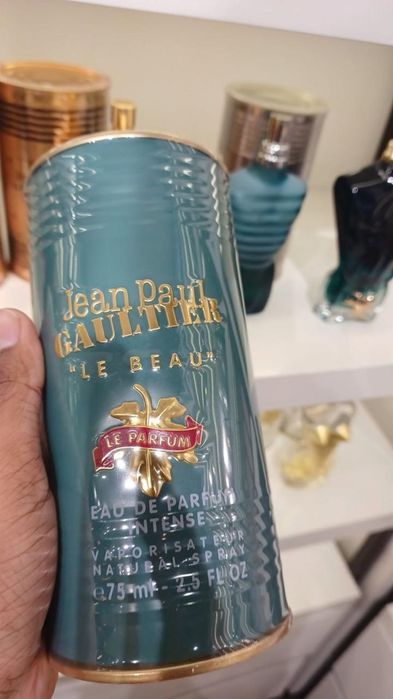 Jean Paul
GAULTIER
"LE BEAU"
LE PARFUM
EAU DE PARFUM
INTENSE
VAPORISATEUR
NATURAL SPRAY
℮75 ml - 2.5 FL OZ